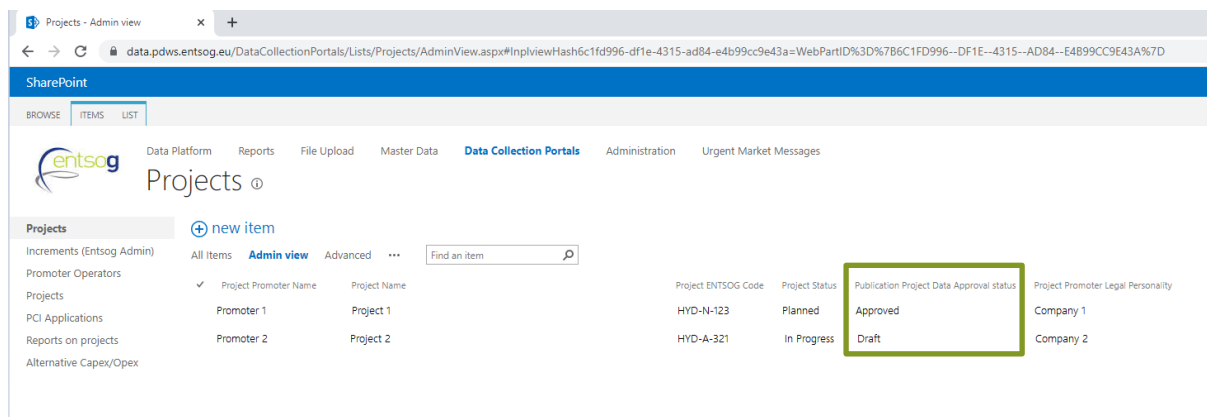 Projects - Admin view
data.pdws.entsog.eu/DataCollectionPortals/Lists/Projects/AdminView.aspx#InplviewHash6c1fd996-df1e-4315-ad84-e4b99cc9e43a=WebPartID%3D%7B6C1FD996--DF1E--4315--AD84--E4B99CC9E43A%7D
SharePoint
BROWSE ITEMS LIST
entsog
Data Platform Reports File Upload Master Data Data Collection Portals Administration Urgent Market Messages
Projects
Projects
Increments (Entsog Admin)
Promoter Operators
Projects
PCI Applications
Reports on projects
Alternative Capex/Opex
new item
All Items Admin view Advanced ... Find an item
Project Promoter Name Project Name Project ENTSOG Code Project Status Publication Project Data Approval status Project Promoter Legal Personality
Promoter 1 Project 1 HYD-N-123 Planned Approved Company 1
Promoter 2 Project 2 HYD-A-321 In Progress Draft Company 2